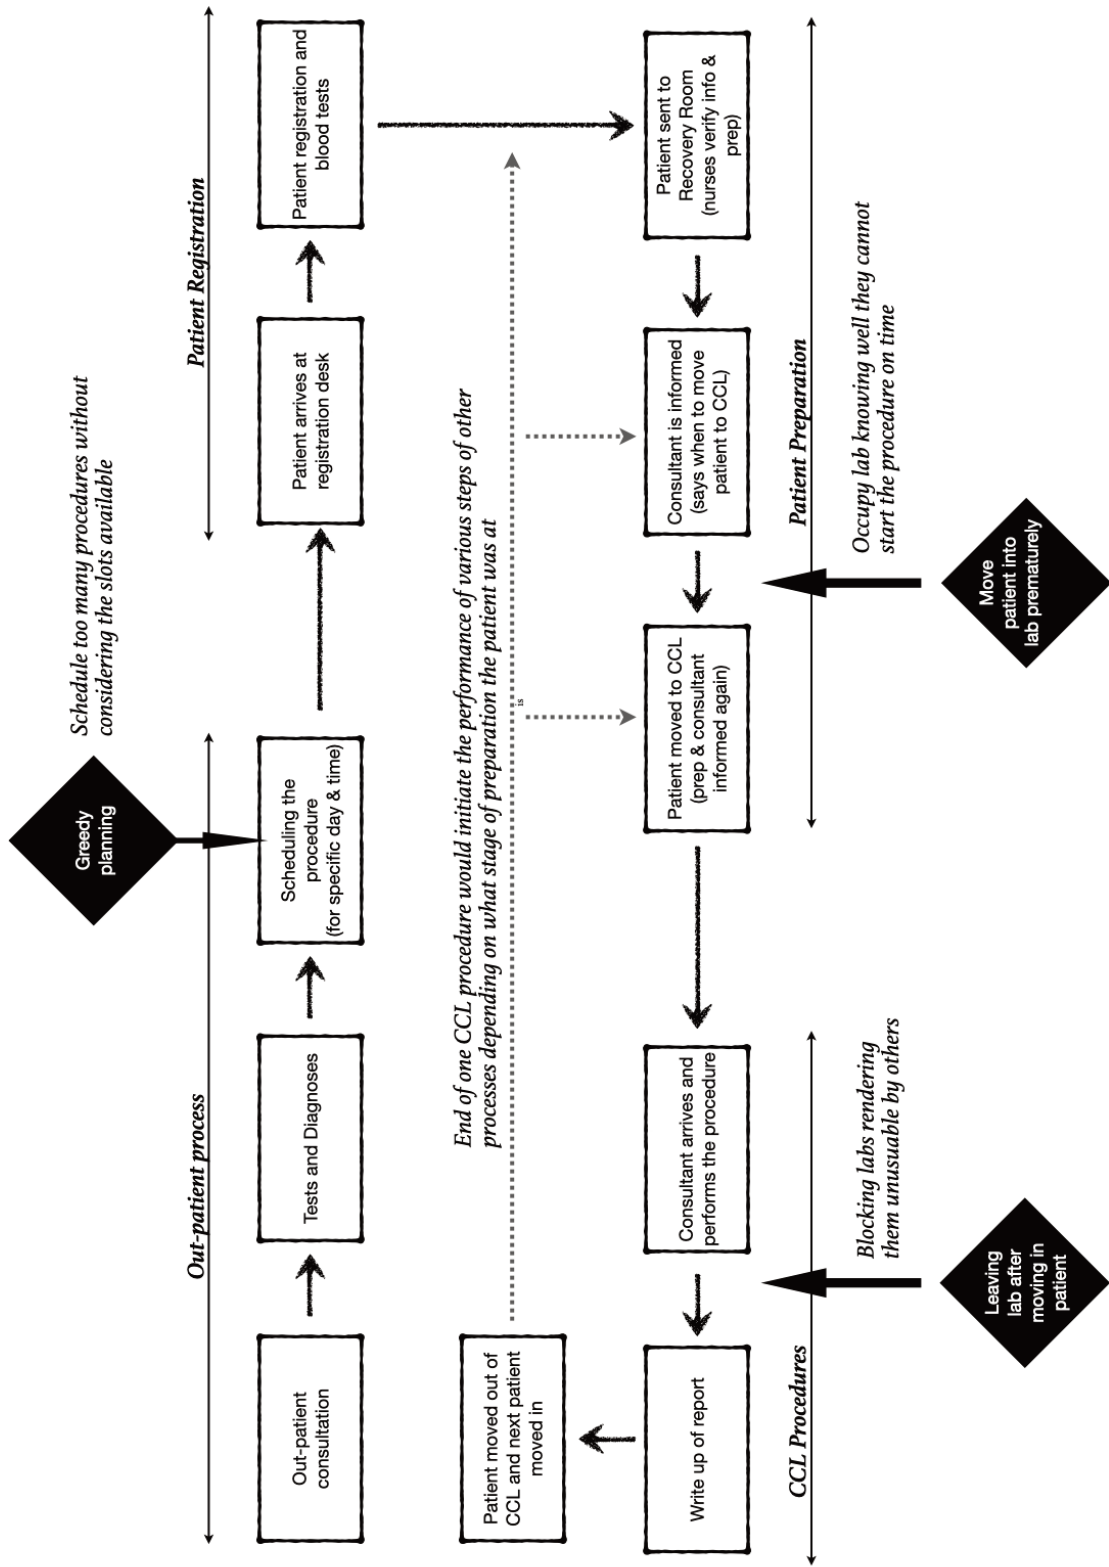 Greedy
planning
Schedule too many procedures without
considering the slots available
Out-patient process
Patient Registration
Out-patient
consultation
Tests and Diagnoses
Scheduling the
procedure
(for specific day & time)
Patient arrives at
registration desk
Patient registration and
blood tests
End of one CCL procedure would initiate the performance of various steps of other
processes depending on what stage of preparation the patient was at
is
Patient moved out of
CCL and next patient
moved in
Write up of report
Consultant arrives and
performs the procedure
Patient moved to CCL
(prep & consultant
informed again)
Consultant is informed
(says when to move
patient to CCL)
Patient sent to
Recovery Room
(nurses verify info &
prep)
CCL Procedures
Patient Preparation
Blocking labs rendering
them unusuable by others
Occupy lab knowing well they cannot
start the procedure on time
Leaving
lab after
moving in
patient
Move
patient into
lab prematurely